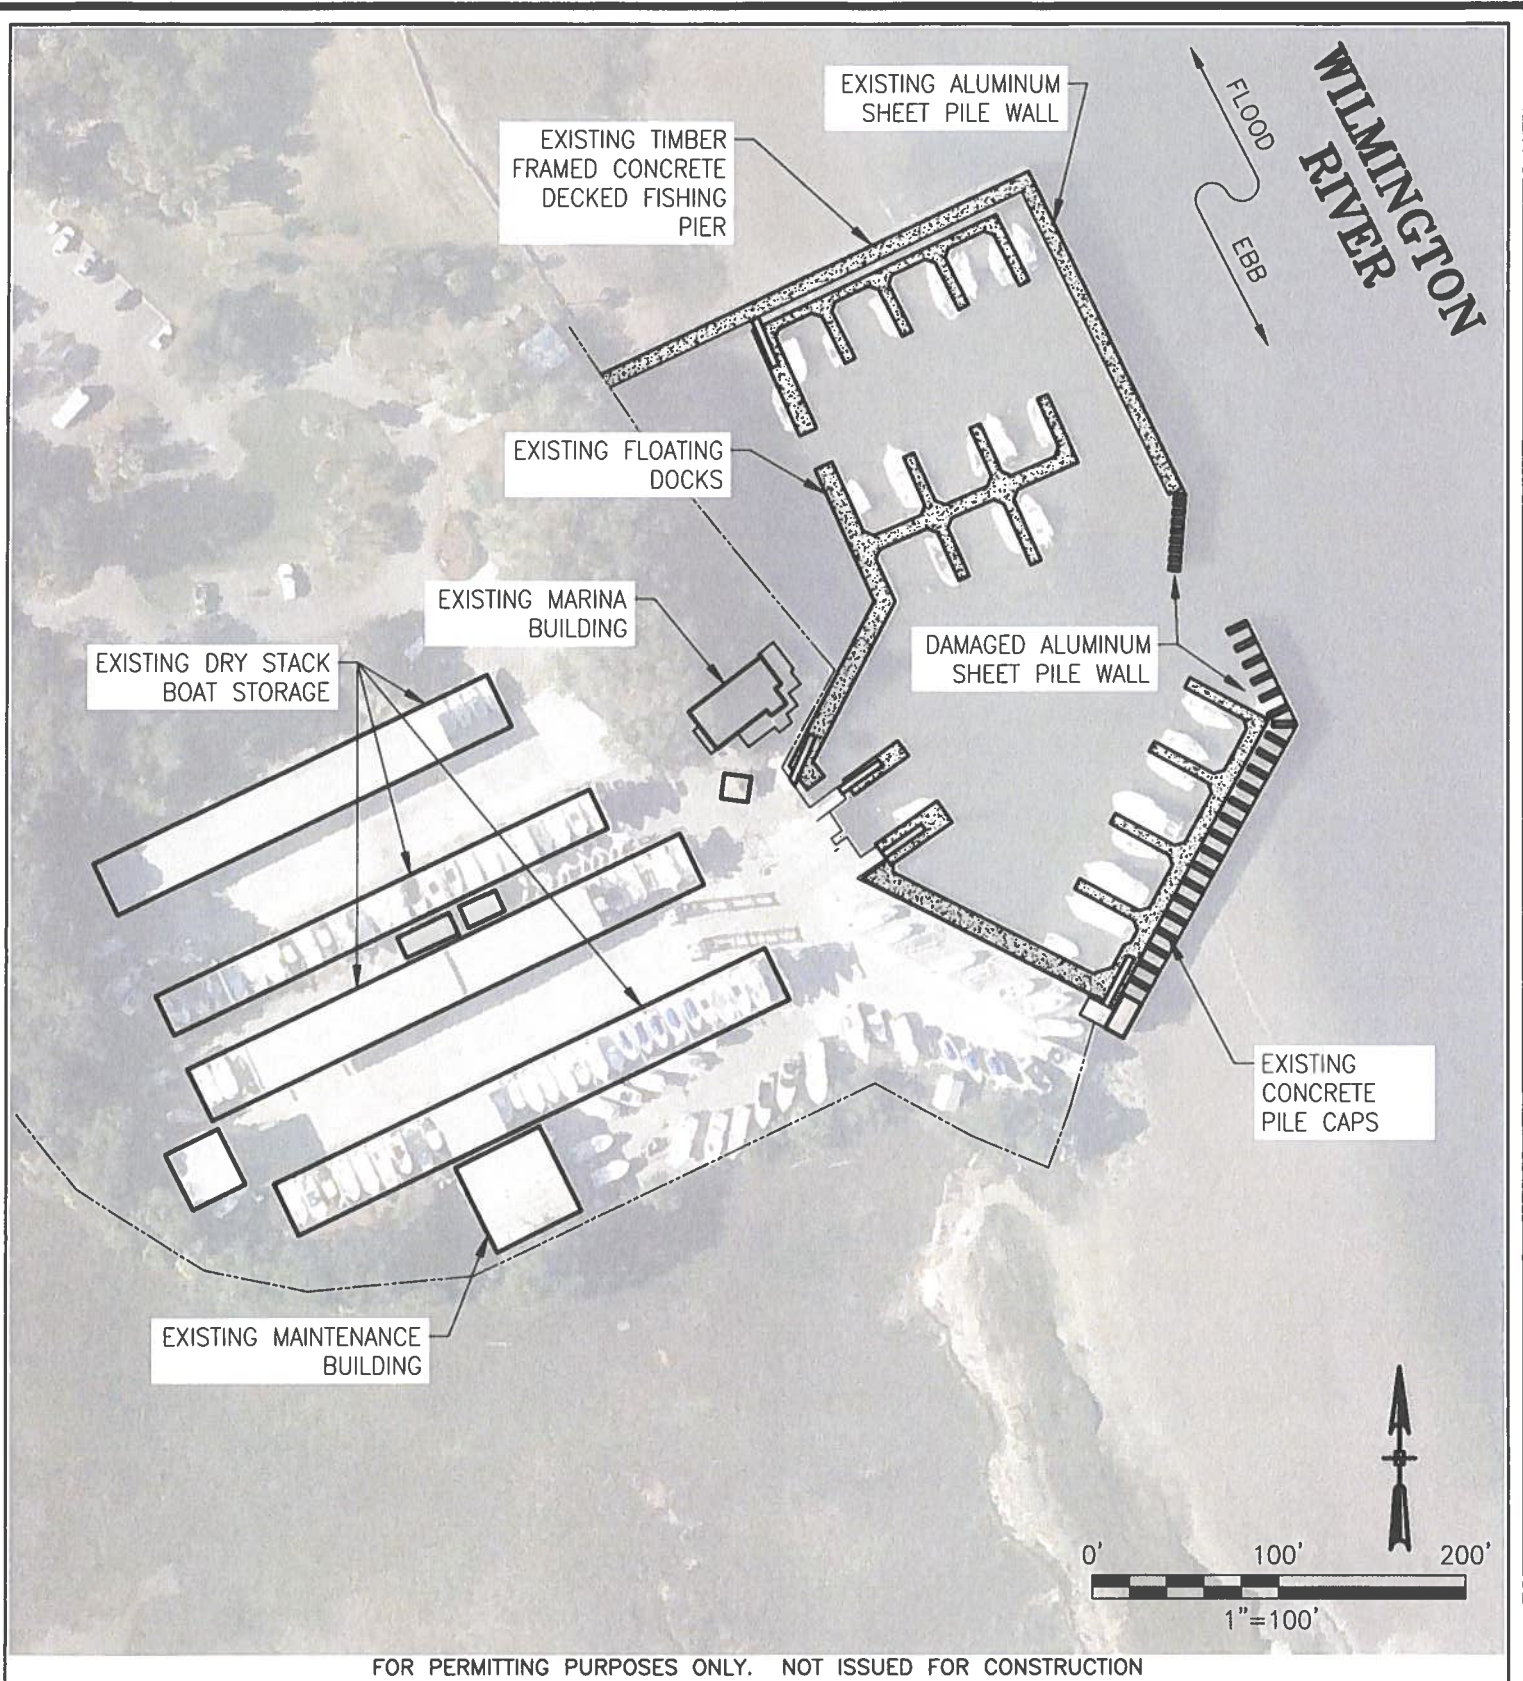 EXISTING ALUMINUM
SHEET PILE WALL
EXISTING TIMBER
FRAMED CONCRETE
DECKED FISHING
PIER
FLOOD
EBB
WILMINGTON
RIVER
EXISTING FLOATING
DOCKS
EXISTING MARINA
BUILDING
DAMAGED ALUMINUM
SHEET PILE WALL
EXISTING DRY STACK
BOAT STORAGE
EXISTING
CONCRETE
PILE CAPS
EXISTING MAINTENANCE
BUILDING
0' 100' 200'
1"=100'
FOR PERMITTING PURPOSES ONLY. NOT ISSUED FOR CONSTRUCTION